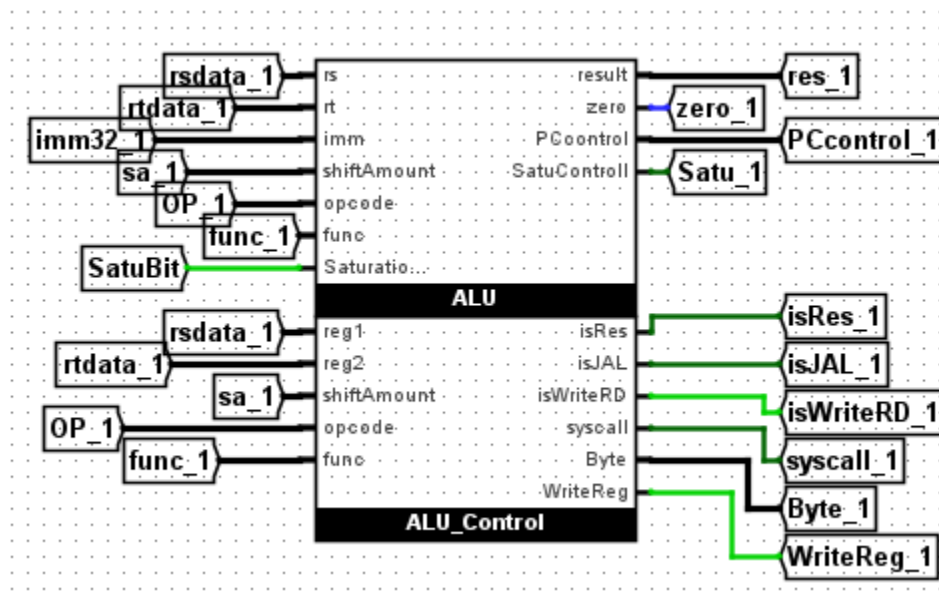 rsdata_1 rs result res_1
rtdata_1 rt zero zero_1
imm32_1 imm PCoontrol PCcontrol_1
sa_1 shiftAmount SatuControll Satu_1
OP_1 opcode
func_1 func
SatuBit Saturatio...
ALU
rsdata_1 reg1 isRes isRes_1
rtdata_1 reg2 isJAL isJAL_1
sa_1 shiftAmount isWriteRD isWriteRD_1
OP_1 opcode syscall syscall_1
func_1 func Byte Byte_1
WriteReg WriteReg_1
ALU_Control